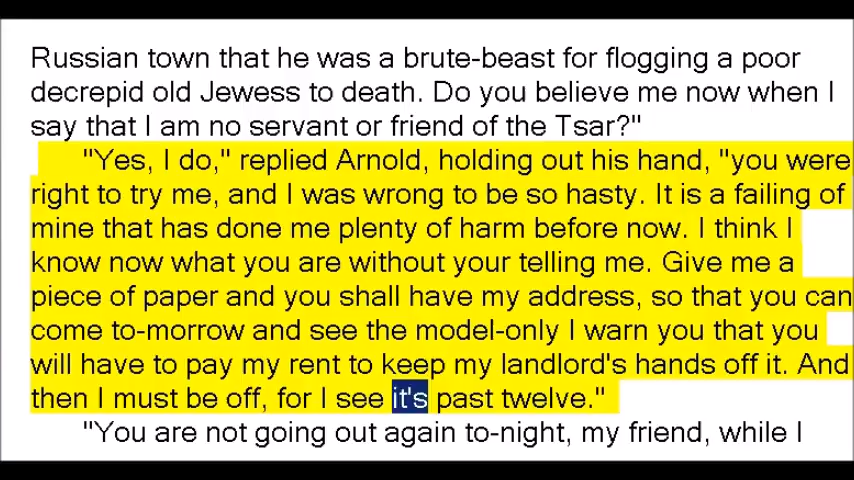 Russian town that he was a brute-beast for flogging a poor
decrepid old Jewess to death. Do you believe me now when I
say that I am no servant or friend of the Tsar?"
"Yes, I do," replied Arnold, holding out his hand, "you were
right to try me, and I was wrong to be so hasty. It is a failing of
mine that has done me plenty of harm before now. I think I
know now what you are without your telling me. Give me a
piece of paper and you shall have my address, so that you can
come to-morrow and see the model-only I warn you that you
will have to pay my rent to keep my landlord's hands off it. And
then I must be off, for I see it's past twelve."
"You are not going out again to-night, my friend, while I